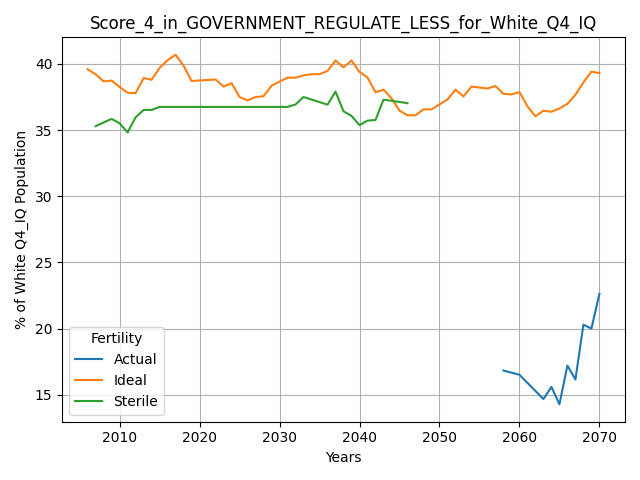 Score_4_in_GOVERNMENT_REGULATE_LESS_for_White_Q4_IQ
% of White Q4_IQ Population
40
35
30
25
20
15
Fertility
Actual
Ideal
Sterile
2010 2020 2030 2040 2050 2060 2070
Years